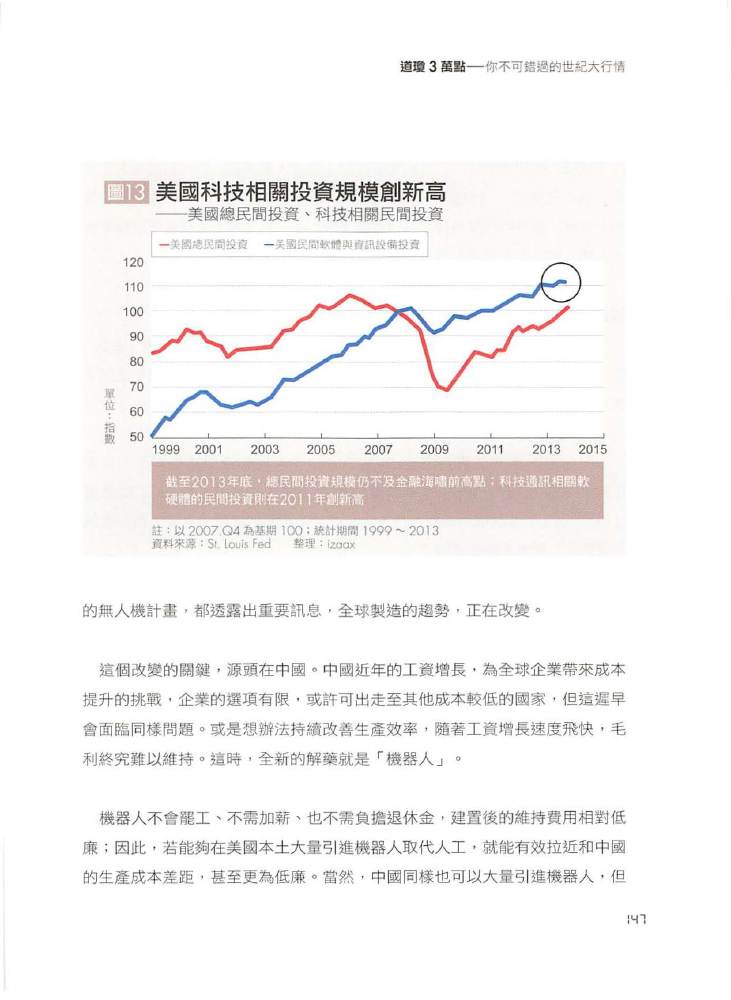 道瓊 3 萬點──你不可錯過的世紀大行情
圖13 美國科技相關投資規模創新高
──美國總民間投資、科技相關民間投資
美國總民間投資 美國民間軟體與資訊設備投資
120
110
100
90
80
70
60
50
單位：指數
1999 2001 2003 2005 2007 2009 2011 2013 2015
截至2013年底，總民間投資規模仍不及金融海嘯前高點；科技通訊相關軟
硬體的民間投資則在2011年創新高
註：以 2007.Q4 為基期 100；統計期間 1999 ～ 2013
資料來源：St. Louis Fed 整理：izaax
的無人機計畫，都透露出重要訊息，全球製造的趨勢，正在改變。
這個改變的關鍵，源頭在中國。中國近年的工資增長，為全球企業帶來成本
提升的挑戰，企業的選項有限，或許可出走至其他成本較低的國家，但這遲早
會面臨同樣問題。或是想辦法持續改善生產效率，隨著工資增長速度飛快，毛
利終究難以維持。這時，全新的解藥就是「機器人」。
機器人不會罷工、不需加薪、也不需負擔退休金，建置後的維持費用相對低
廉；因此，若能夠在美國本土大量引進機器人取代人工，就能有效拉近和中國
的生產成本差距，甚至更為低廉。當然，中國同樣也可以大量引進機器人，但
147